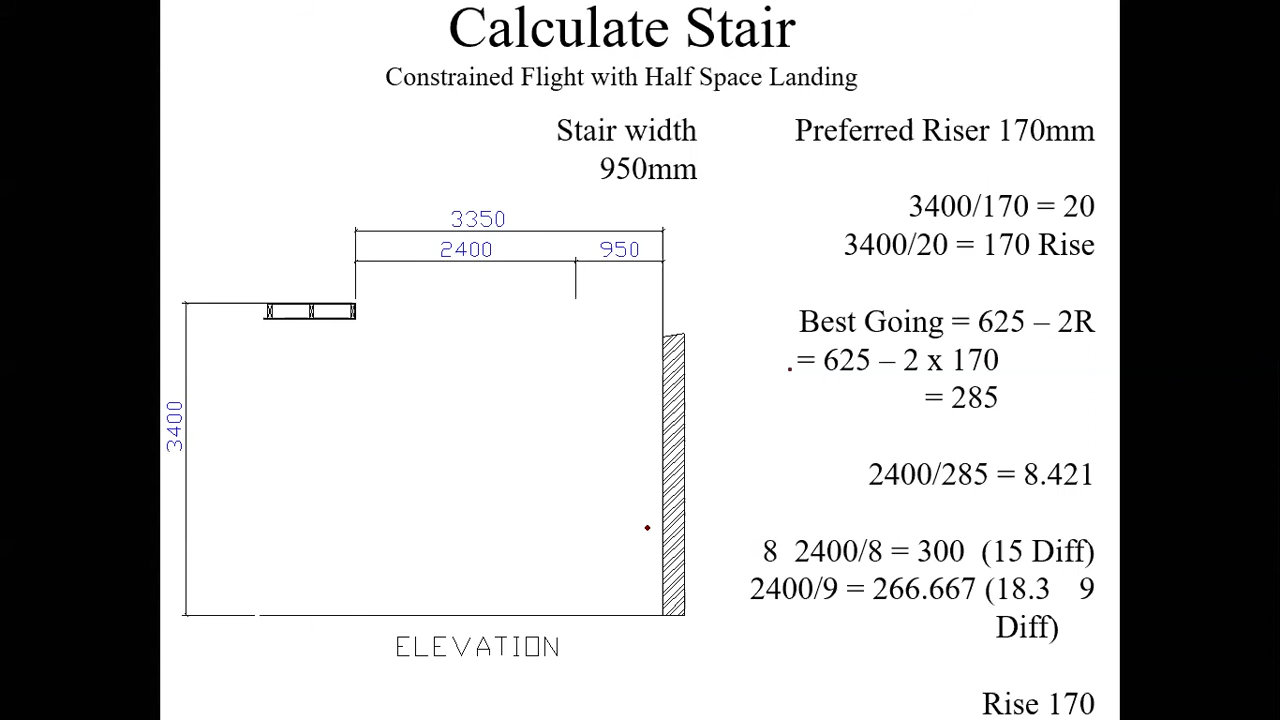 Calculate Stair
Constrained Flight with Half Space Landing
Stair width
950mm
Preferred Riser 170mm
3400/170 = 20
3400/20 = 170 Rise
Best Going = 625 – 2R
.= 625 – 2 x 170
= 285
2400/285 = 8.421
8 2400/8 = 300 (15 Diff)
2400/9 = 266.667 (18.3 9
Diff)
Rise 170
3350
2400 950
3400
ELEVATION